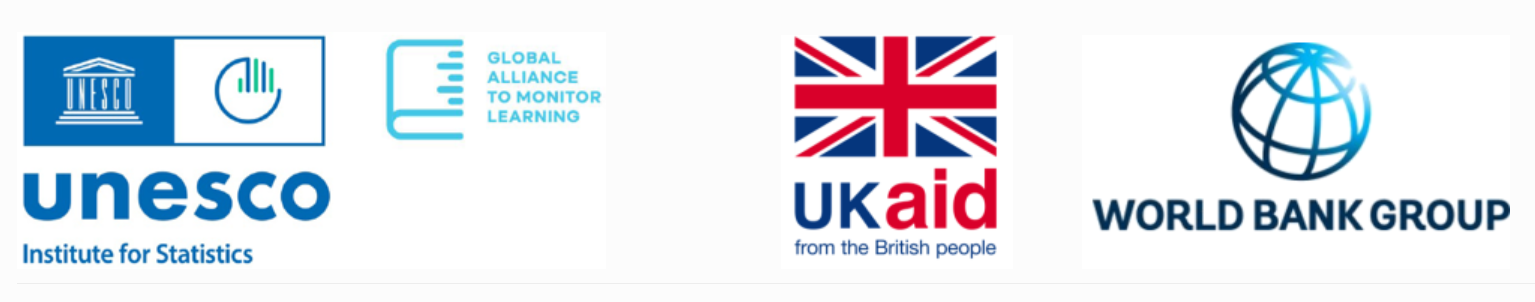 UNESCO
unesco
Institute for Statistics
GLOBAL
ALLIANCE
TO MONITOR
LEARNING
UKaid
from the British people
WORLD BANK GROUP